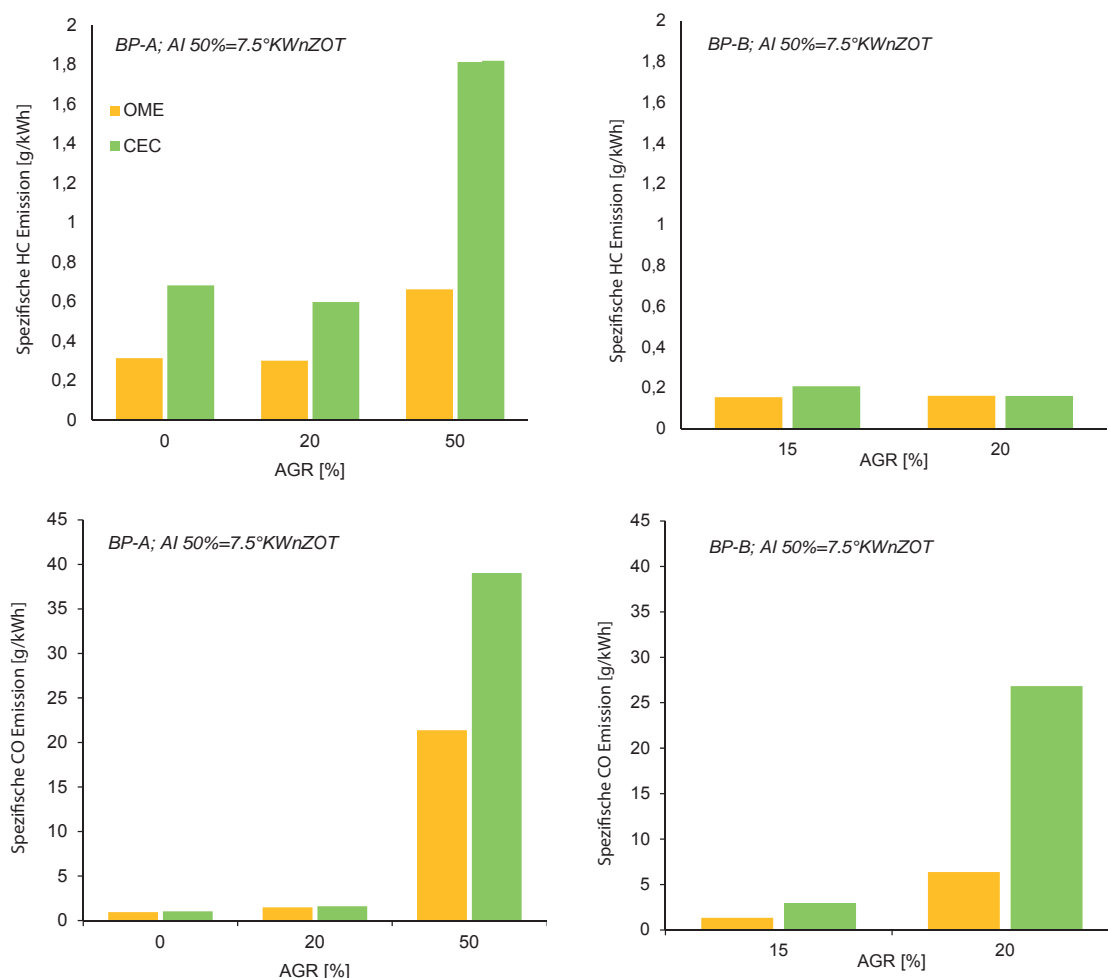 Spezifische HC Emission [g/kWh]
2
1,8
1,6
1,4
1,2
1
0,8
0,6
0,4
0,2
0
BP-A; AI 50%=7.5°KWnZOT
OME
CEC
0 20 50
AGR [%]
Spezifische HC Emission [g/kWh]
2
1,8
1,6
1,4
1,2
1
0,8
0,6
0,4
0,2
0
BP-B; AI 50%=7.5°KWnZOT
15 20
AGR [%]
Spezifische CO Emission [g/kWh]
45
40
35
30
25
20
15
10
5
0
BP-A; AI 50%=7.5°KWnZOT
0 20 50
AGR [%]
Spezifische CO Emission [g/kWh]
45
40
35
30
25
20
15
10
5
0
BP-B; AI 50%=7.5°KWnZOT
15 20
AGR [%]